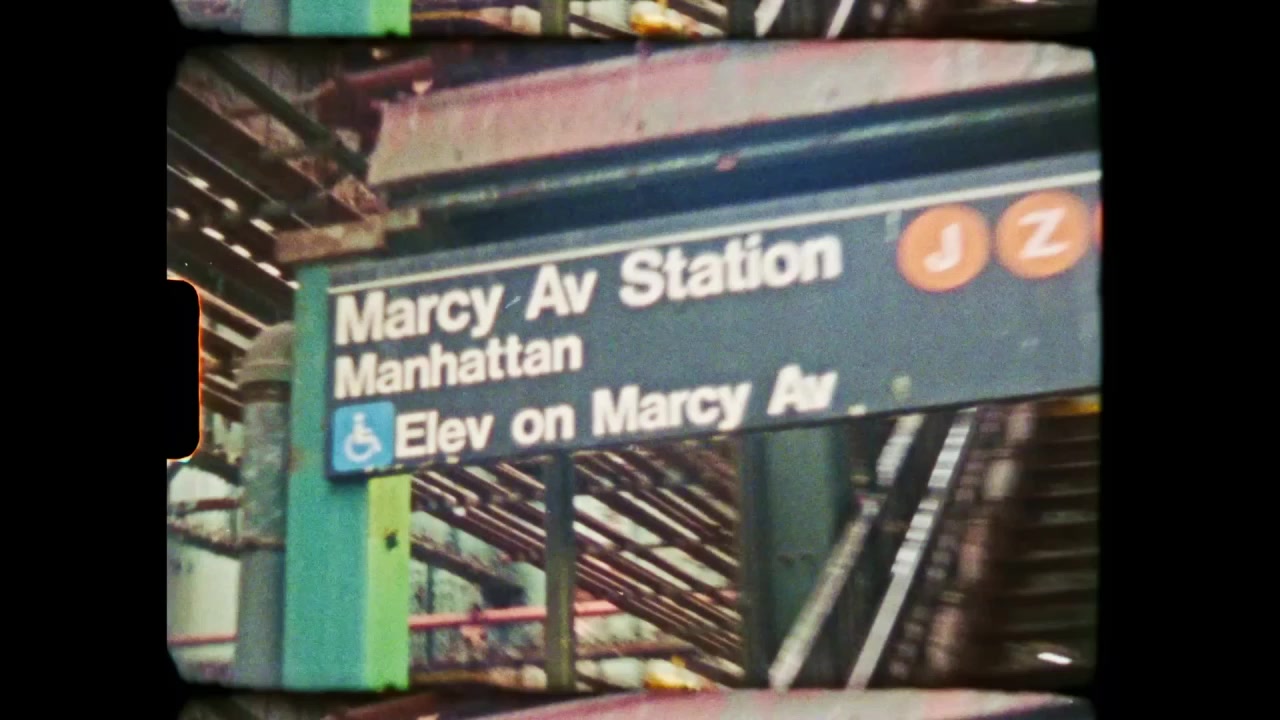 Marcy Av Station J Z
Manhattan
Elev on Marcy Av